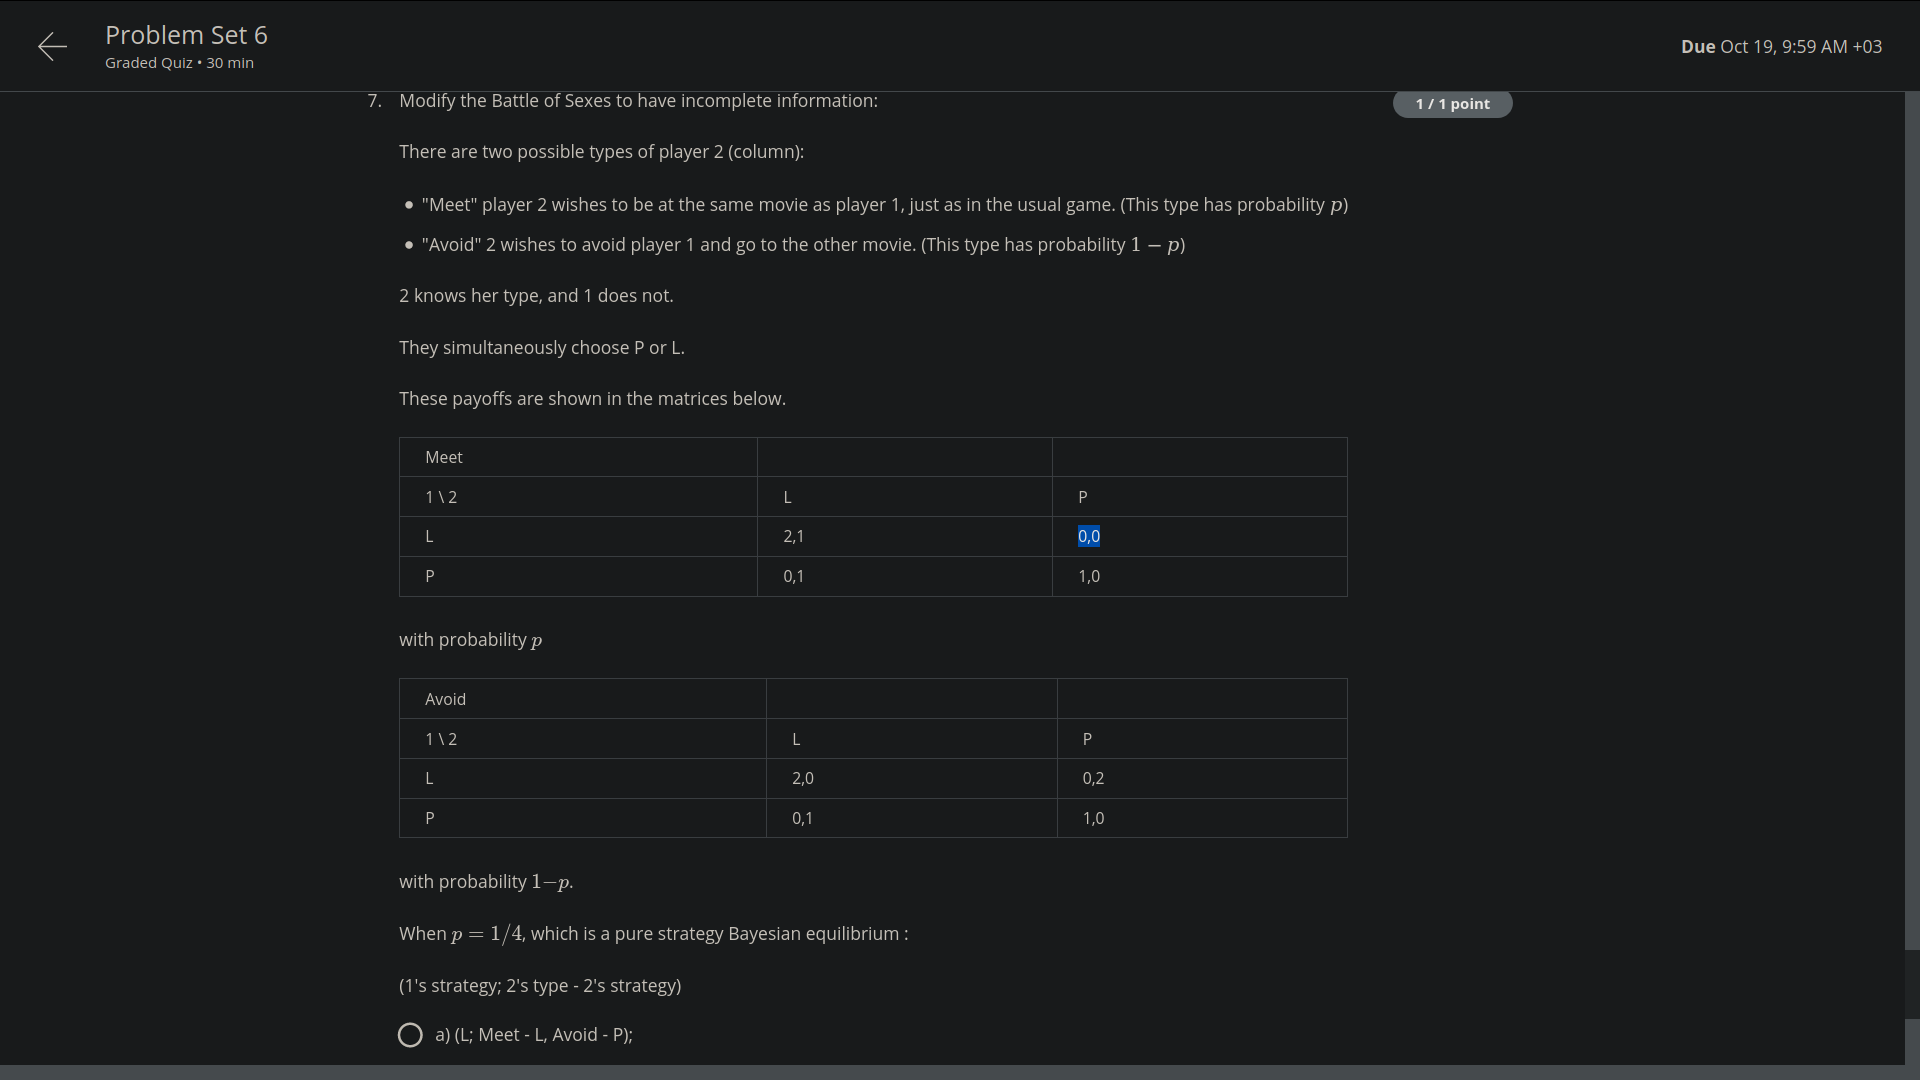 Problem Set 6
Graded Quiz • 30 min
Due Oct 19, 9:59 AM +03
7. Modify the Battle of Sexes to have incomplete information:
1 / 1 point
There are two possible types of player 2 (column):
• "Meet" player 2 wishes to be at the same movie as player 1, just as in the usual game. (This type has probability p)
• "Avoid" 2 wishes to avoid player 1 and go to the other movie. (This type has probability 1 − p)
2 knows her type, and 1 does not.
They simultaneously choose P or L.
These payoffs are shown in the matrices below.
Meet
1 \ 2 L P
L 2,1 0,0
P 0,1 1,0
with probability p
Avoid
1 \ 2 L P
L 2,0 0,2
P 0,1 1,0
with probability 1−p.
When p = 1/4, which is a pure strategy Bayesian equilibrium :
(1's strategy; 2's type - 2's strategy)
a) (L; Meet - L, Avoid - P);